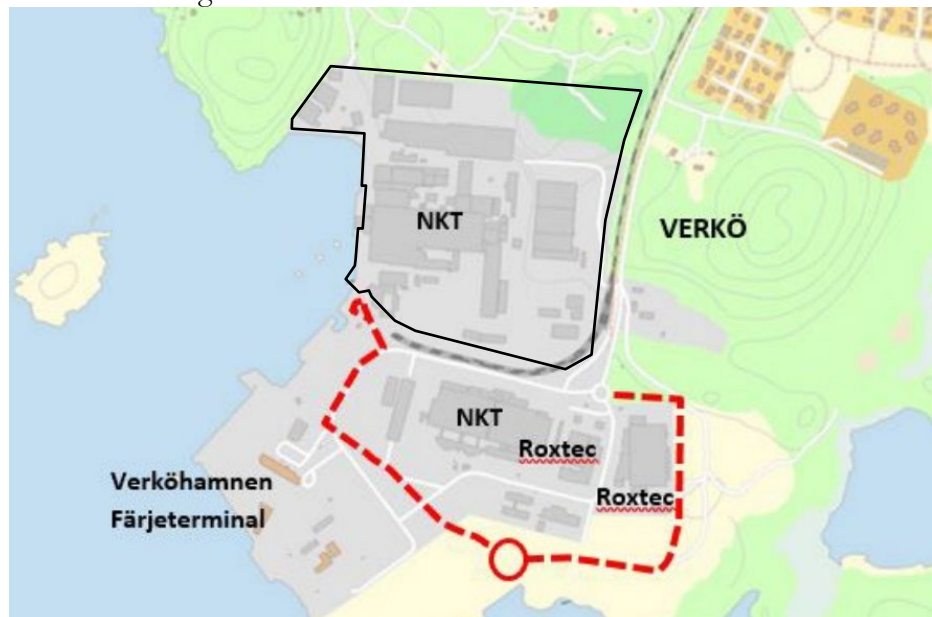 NKT
VERKÖ
NKT
Roxtec
Verköhamnen
Färjeterminal
Roxtec